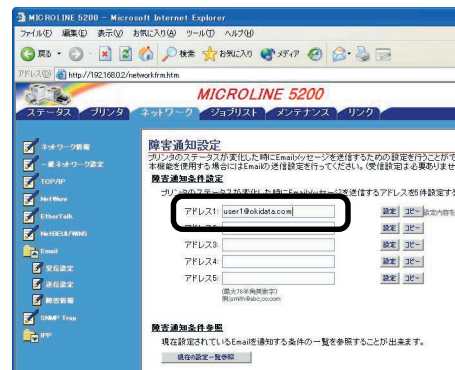 MICROLINE 5200 - Microsoft Internet Explorer
ファイル(F) 編集(E) 表示(V) お気に入り(A) ツール(T) ヘルプ(H)
戻る 検索 お気に入り メディア
アドレス(D) http://192.168.0.2/networkfrm.htm
MICROLINE 5200
ステータス プリンタ ネットワーク ジョブリスト メンテナンス リンク
ネットワーク情報
一般ネットワーク設定
TCP/IP
NetWare
EtherTalk
NetBEUI/WINS
Email
受信設定
送信設定
障害情報
SNMP Trap
IPP
障害通知設定
プリンタのステータスが変化した時にEmailメッセージを送信するための設定を行うことがで
本機能を使用する場合にはEmailの送信設定を行ってください。(受信設定は必要ありませ
障害通知条件設定
プリンタのステータスが変化した時にEmailメッセージを送信するアドレスを5件設定する
アドレス1: user1@okidata.com 設定 コピー 設定内容を
設定 コピー
アドレス3: 設定 コピー
アドレス4: 設定 コピー
アドレス5: 設定 コピー
(最大78半角英数字)
障害通知条件参照
現在設定されているEmailを通知する条件の一覧を参照することが出来ます。
現在の設定一覧参照